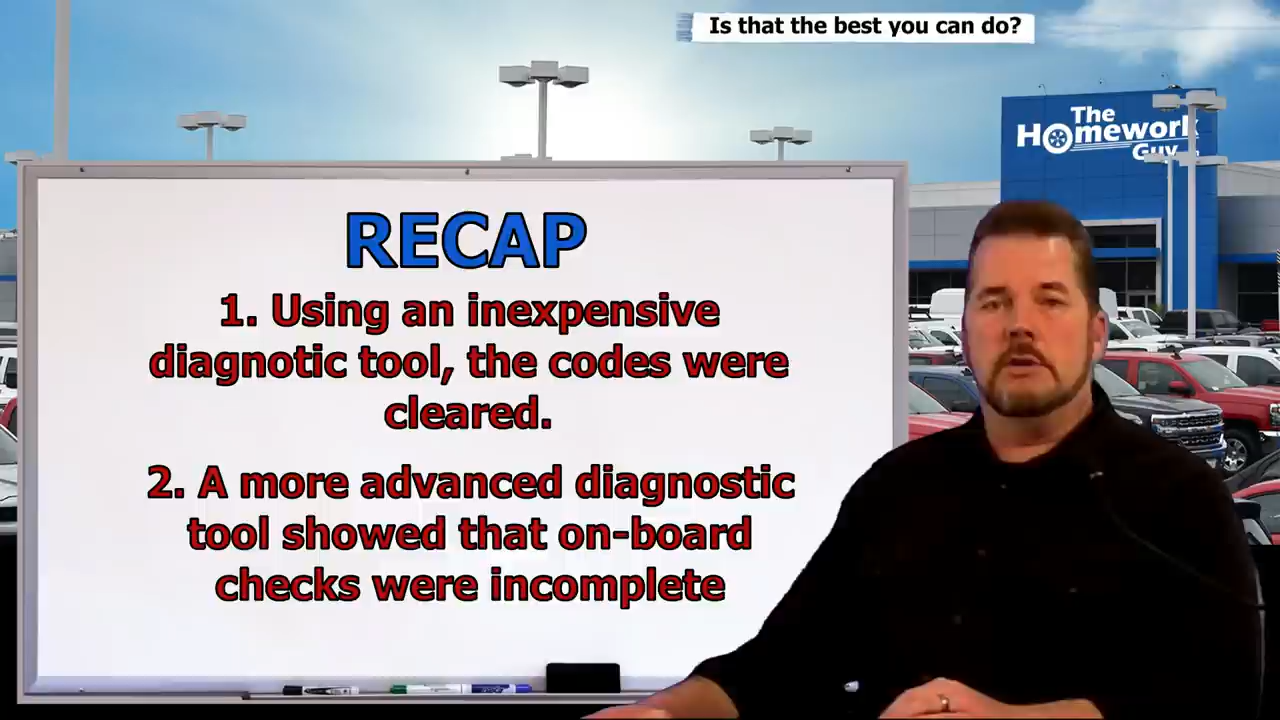 Is that the best you can do?
The
Homework
Guy
RECAP
1. Using an inexpensive
diagnotic tool, the codes were
cleared.
2. A more advanced diagnostic
tool showed that on-board
checks were incomplete